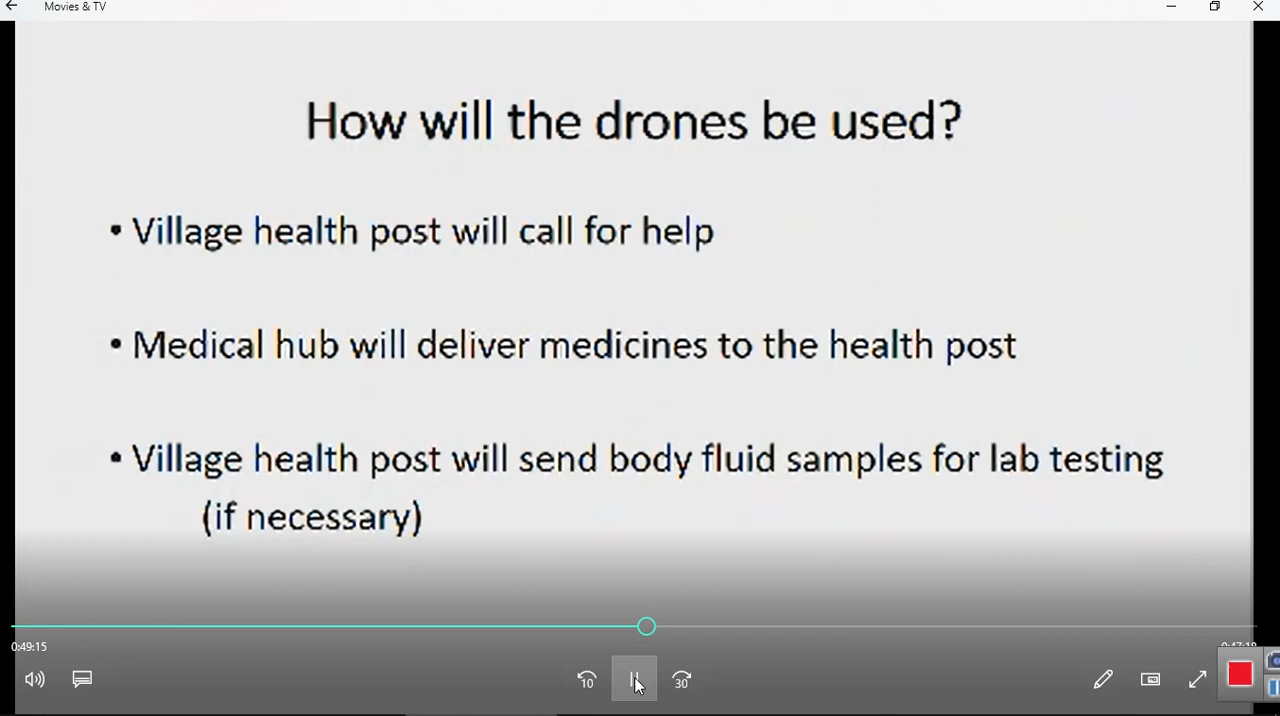 Movies & TV
How will the drones be used?
• Village health post will call for help
• Medical hub will deliver medicines to the health post
• Village health post will send body fluid samples for lab testing
(if necessary)
0:49:15
10
30